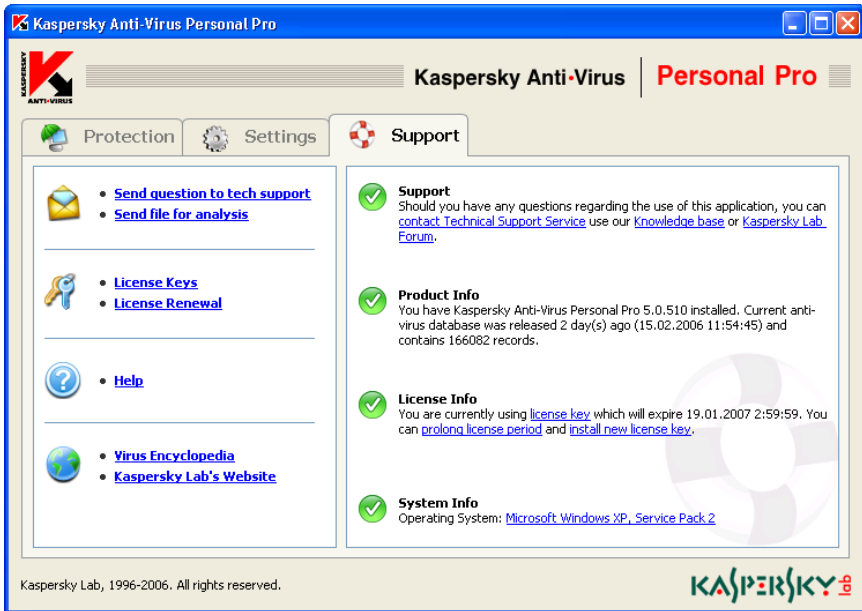 Kaspersky Anti-Virus Personal Pro
KASPERSKY
ANTI-VIRUS
Kaspersky Anti•Virus
Personal Pro
Protection
Settings
Support
• Send question to tech support
• Send file for analysis
• License Keys
• License Renewal
• Help
• Virus Encyclopedia
• Kaspersky Lab's Website
Support
Should you have any questions regarding the use of this application, you can
contact Technical Support Service use our Knowledge base or Kaspersky Lab
Forum.
Product Info
You have Kaspersky Anti-Virus Personal Pro 5.0.510 installed. Current anti-
virus database was released 2 day(s) ago (15.02.2006 11:54:45) and
contains 166082 records.
License Info
You are currently using license key which will expire 19.01.2007 2:59:59. You
can prolong license period and install new license key.
System Info
Operating System: Microsoft Windows XP, Service Pack 2
Kaspersky Lab, 1996-2006. All rights reserved.
KASPERSKY lab